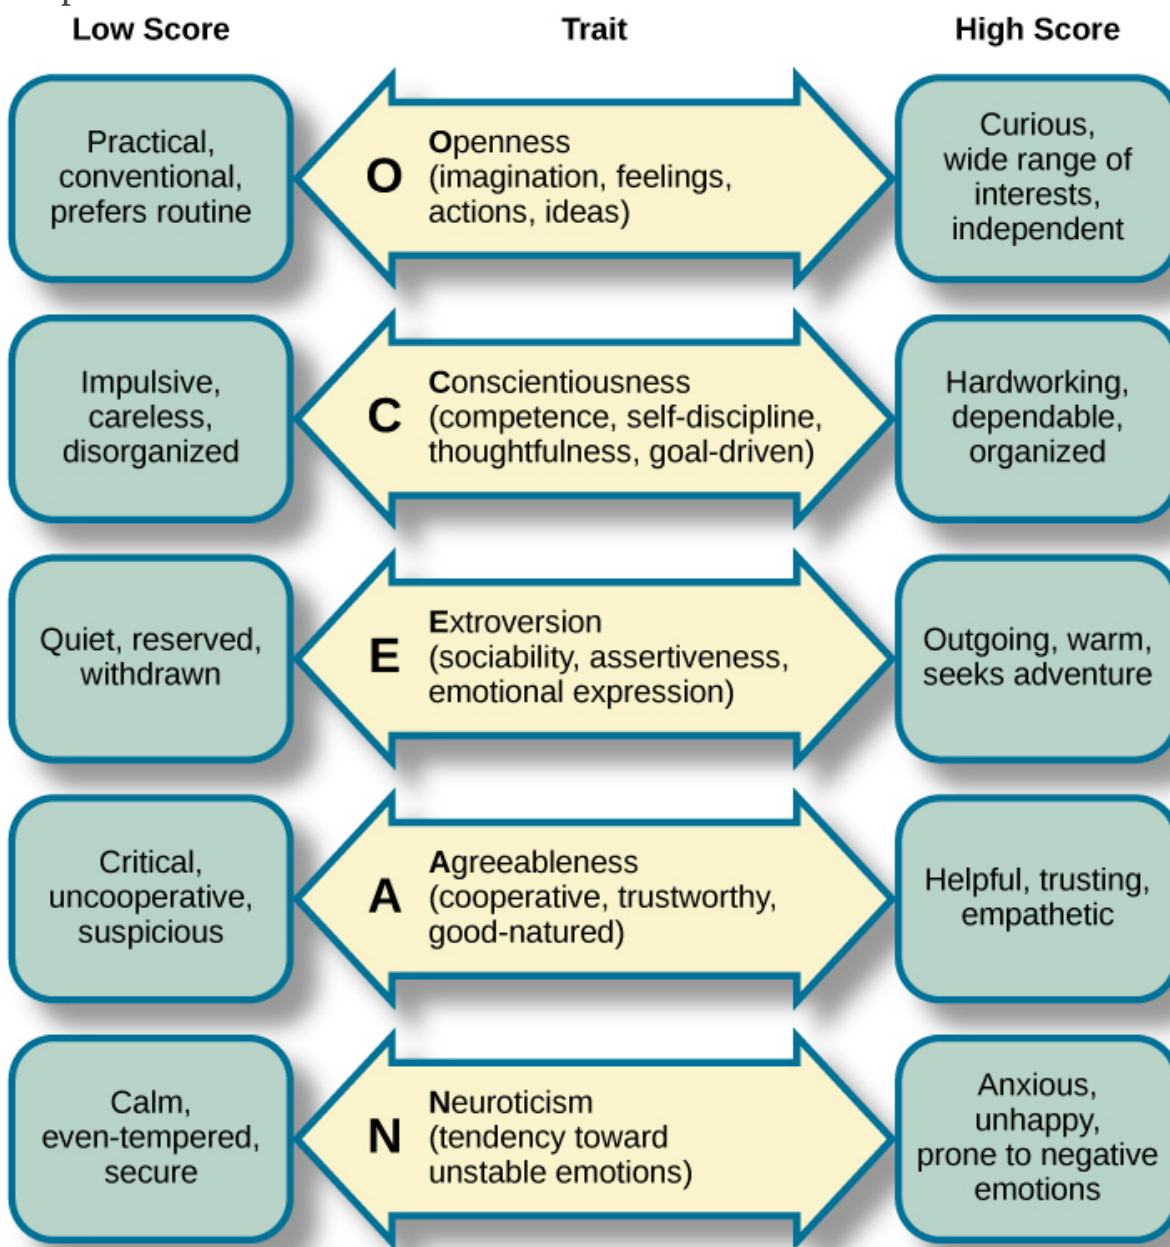 Low Score
Trait
High Score
Practical,
conventional,
prefers routine
O
Openness
(imagination, feelings,
actions, ideas)
Curious,
wide range of
interests,
independent
Impulsive,
careless,
disorganized
C
Conscientiousness
(competence, self-discipline,
thoughtfulness, goal-driven)
Hardworking,
dependable,
organized
Quiet, reserved,
withdrawn
E
Extroversion
(sociability, assertiveness,
emotional expression)
Outgoing, warm,
seeks adventure
Critical,
uncooperative,
suspicious
A
Agreeableness
(cooperative, trustworthy,
good-natured)
Helpful, trusting,
empathetic
Calm,
even-tempered,
secure
N
Neuroticism
(tendency toward
unstable emotions)
Anxious,
unhappy,
prone to negative
emotions